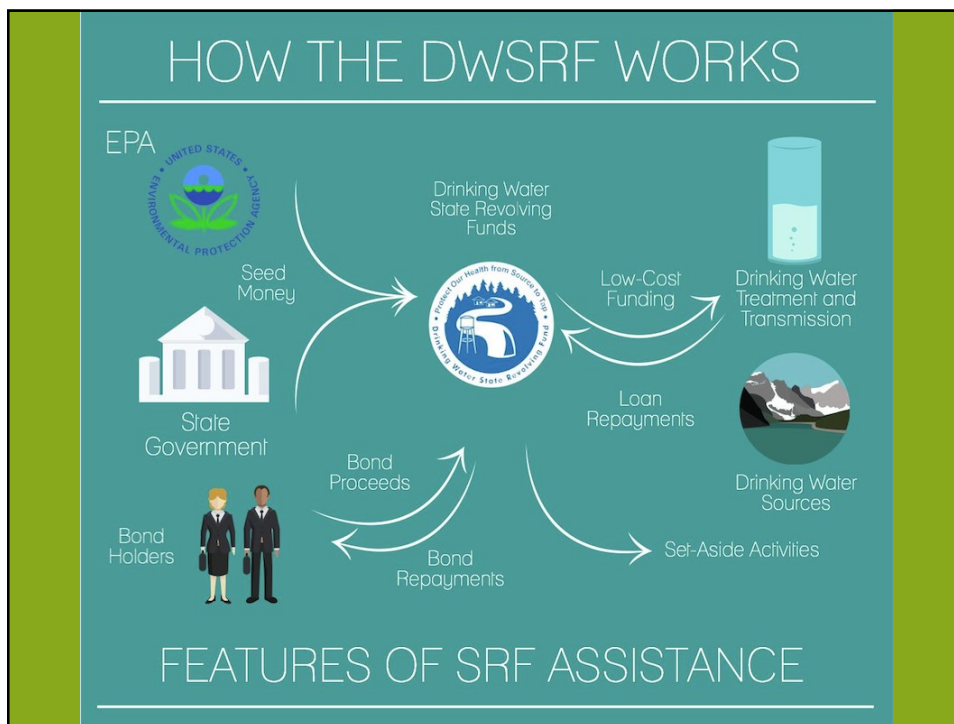 HOW THE DWSRF WORKS
EPA
UNITED STATES
ENVIRONMENTAL PROTECTION AGENCY
Seed
Money
State
Government
Drinking Water
State Revolving
Funds
Protect Our Health from Source to Tap
Drinking Water State Revolving Fund
Low-Cost
Funding
Loan
Repayments
Drinking Water
Treatment and
Transmission
Drinking Water
Sources
Bond
Holders
Bond
Proceeds
Bond
Repayments
Set-Aside Activities
FEATURES OF SRF ASSISTANCE